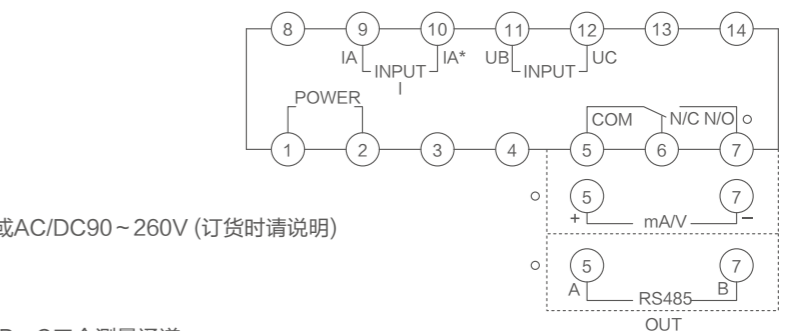 8 9 10 11 12 13 14
IA IA* UB UC
INPUT INPUT
I
POWER
COM N/C N/O
1 2 3 4 5 6 7
5 7
+ mA/V −
或AC/DC90~260V (订货时请说明)
5 7
A RS485 B
OUT